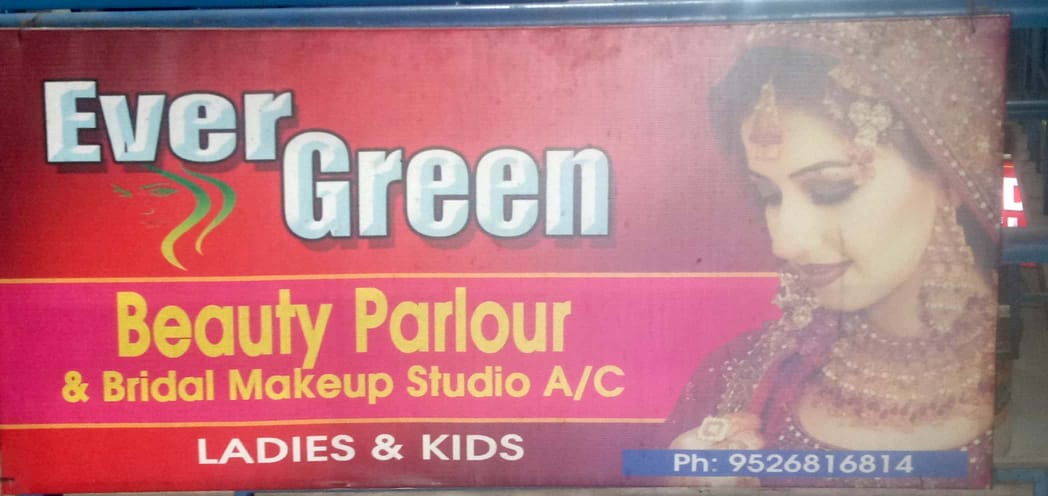 Ever
Green
Beauty Parlour
& Bridal Makeup Studio A/C
LADIES & KIDS
Ph: 9526816814